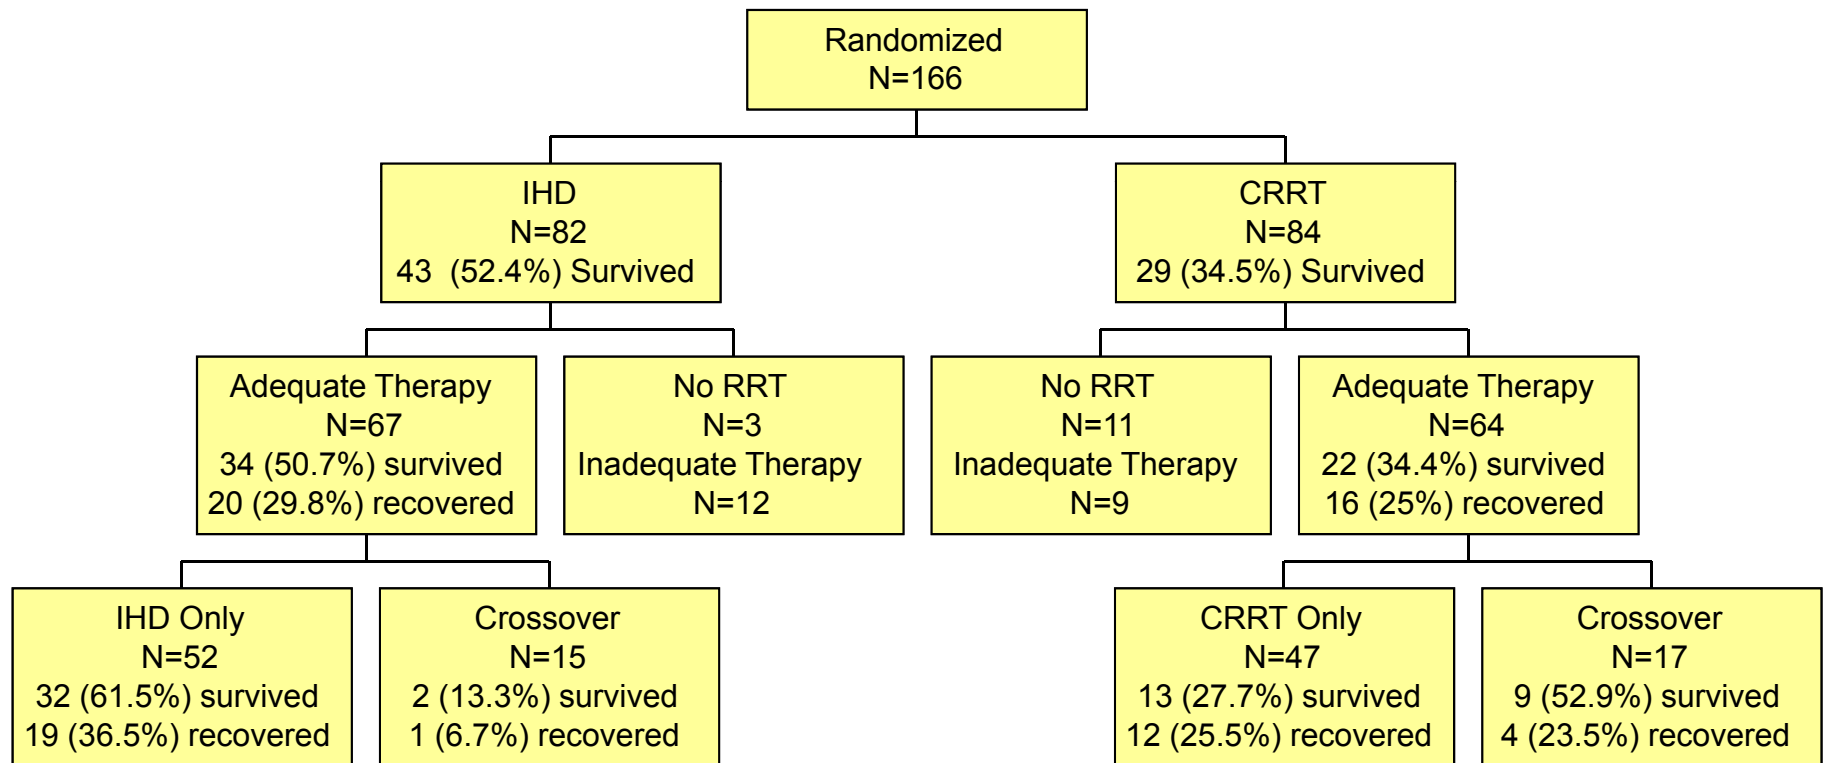 Randomized
N=166
IHD
N=82
43  (52.4%) Survived
CRRT
N=84
29 (34.5%) Survived
Adequate Therapy
N=67
34 (50.7%) survived
20 (29.8%) recovered
No RRT
N=3
Inadequate Therapy
N=12
No RRT
N=11
Inadequate Therapy
N=9
Adequate Therapy
N=64
22 (34.4%) survived
16 (25%) recovered
IHD Only
N=52
32 (61.5%) survived
19 (36.5%) recovered
Crossover
N=15
2 (13.3%) survived
1 (6.7%) recovered
CRRT Only
N=47
13 (27.7%) survived
12 (25.5%) recovered
Crossover
N=17
9 (52.9%) survived
4 (23.5%) recovered